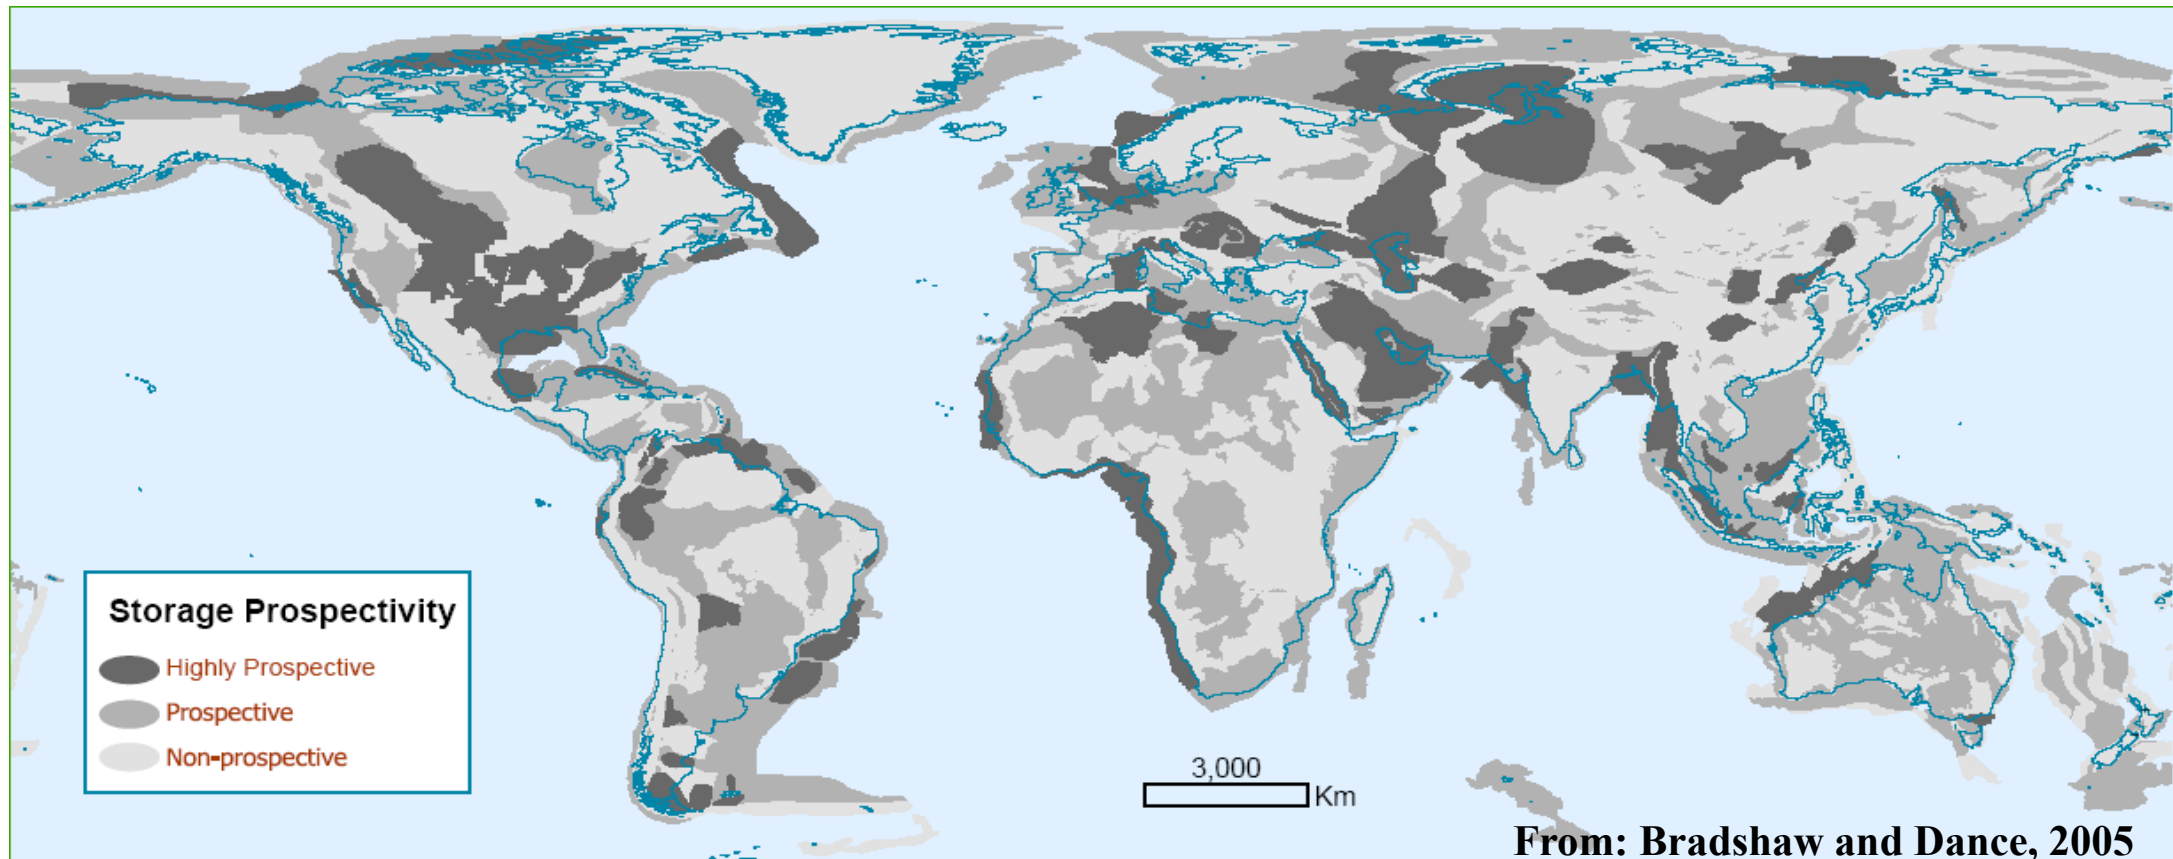 Storage Prospectivity
Highly Prospective
Prospective
Non-prospective
3,000
Km
From: Bradshaw and Dance, 2005